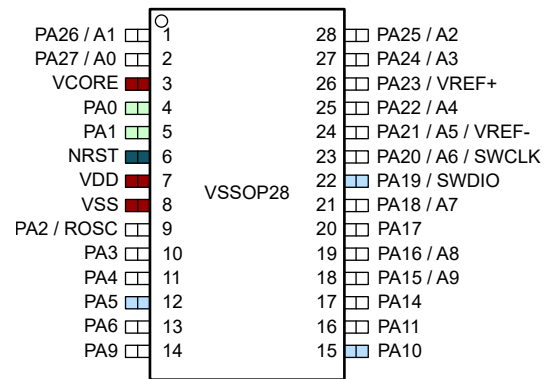 PA26 / A1 1 28 PA25 / A2
PA27 / A0 2 27 PA24 / A3
VCORE 3 26 PA23 / VREF+
PA0 4 25 PA22 / A4
PA1 5 24 PA21 / A5 / VREF-
NRST 6 23 PA20 / A6 / SWCLK
VDD 7 22 PA19 / SWDIO
VSSOP28
VSS 8 21 PA18 / A7
PA2 / ROSC 9 20 PA17
PA3 10 19 PA16 / A8
PA4 11 18 PA15 / A9
PA5 12 17 PA14
PA6 13 16 PA11
PA9 14 15 PA10